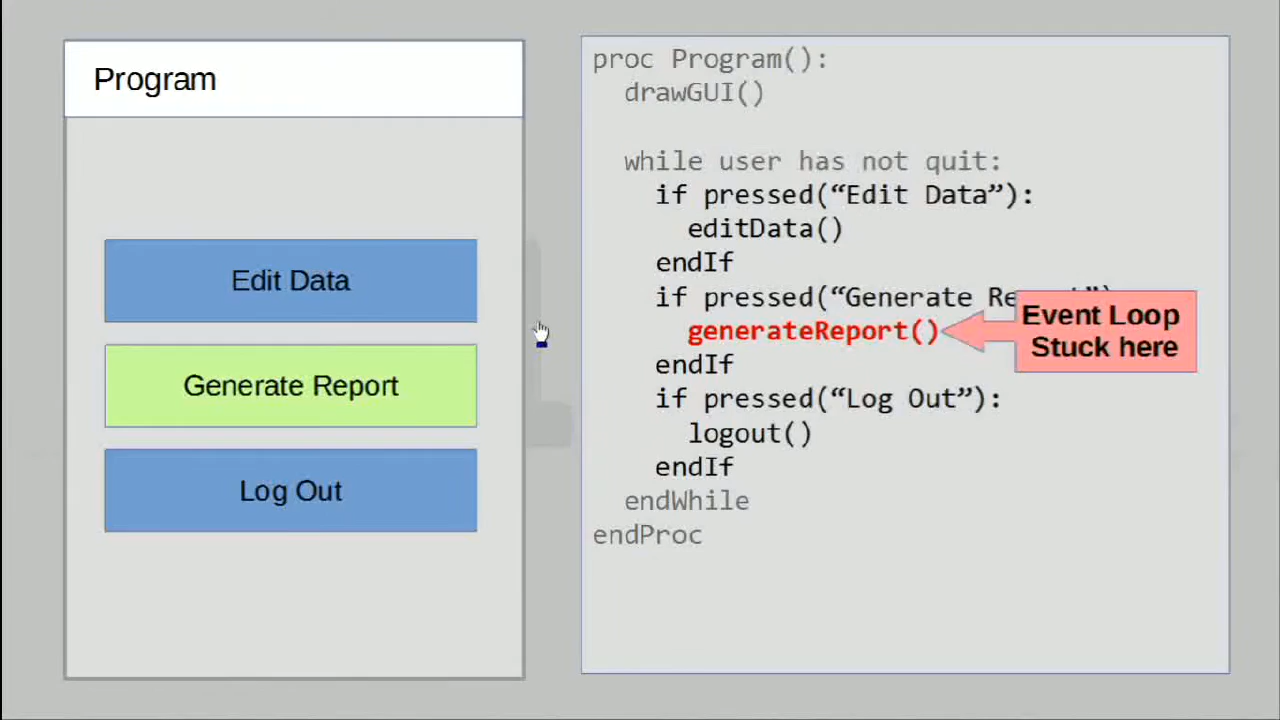 Program
Edit Data
Generate Report
Log Out
proc Program():
drawGUI()
while user has not quit:
if pressed(“Edit Data”):
editData()
endIf
if pressed(“Generate
generateReport()
endIf
if pressed(“Log Out”):
logout()
endIf
endWhile
endProc
Event Loop
Stuck here